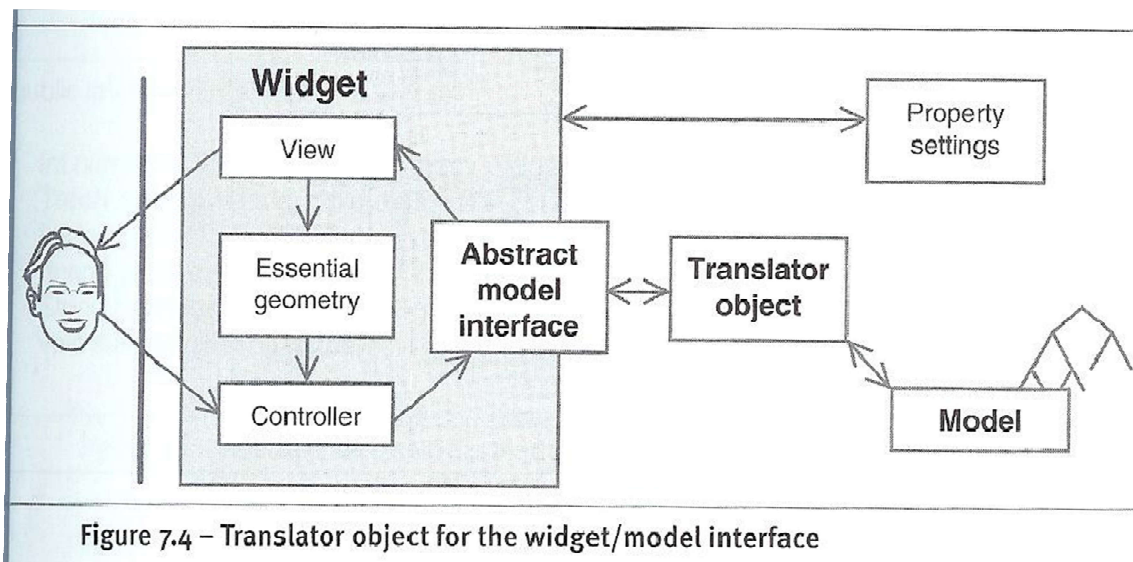 Widget
View
Property
settings
Essential
geometry
Abstract
model
interface
Translator
object
Controller
Model
Figure 7.4 – Translator object for the widget/model interface